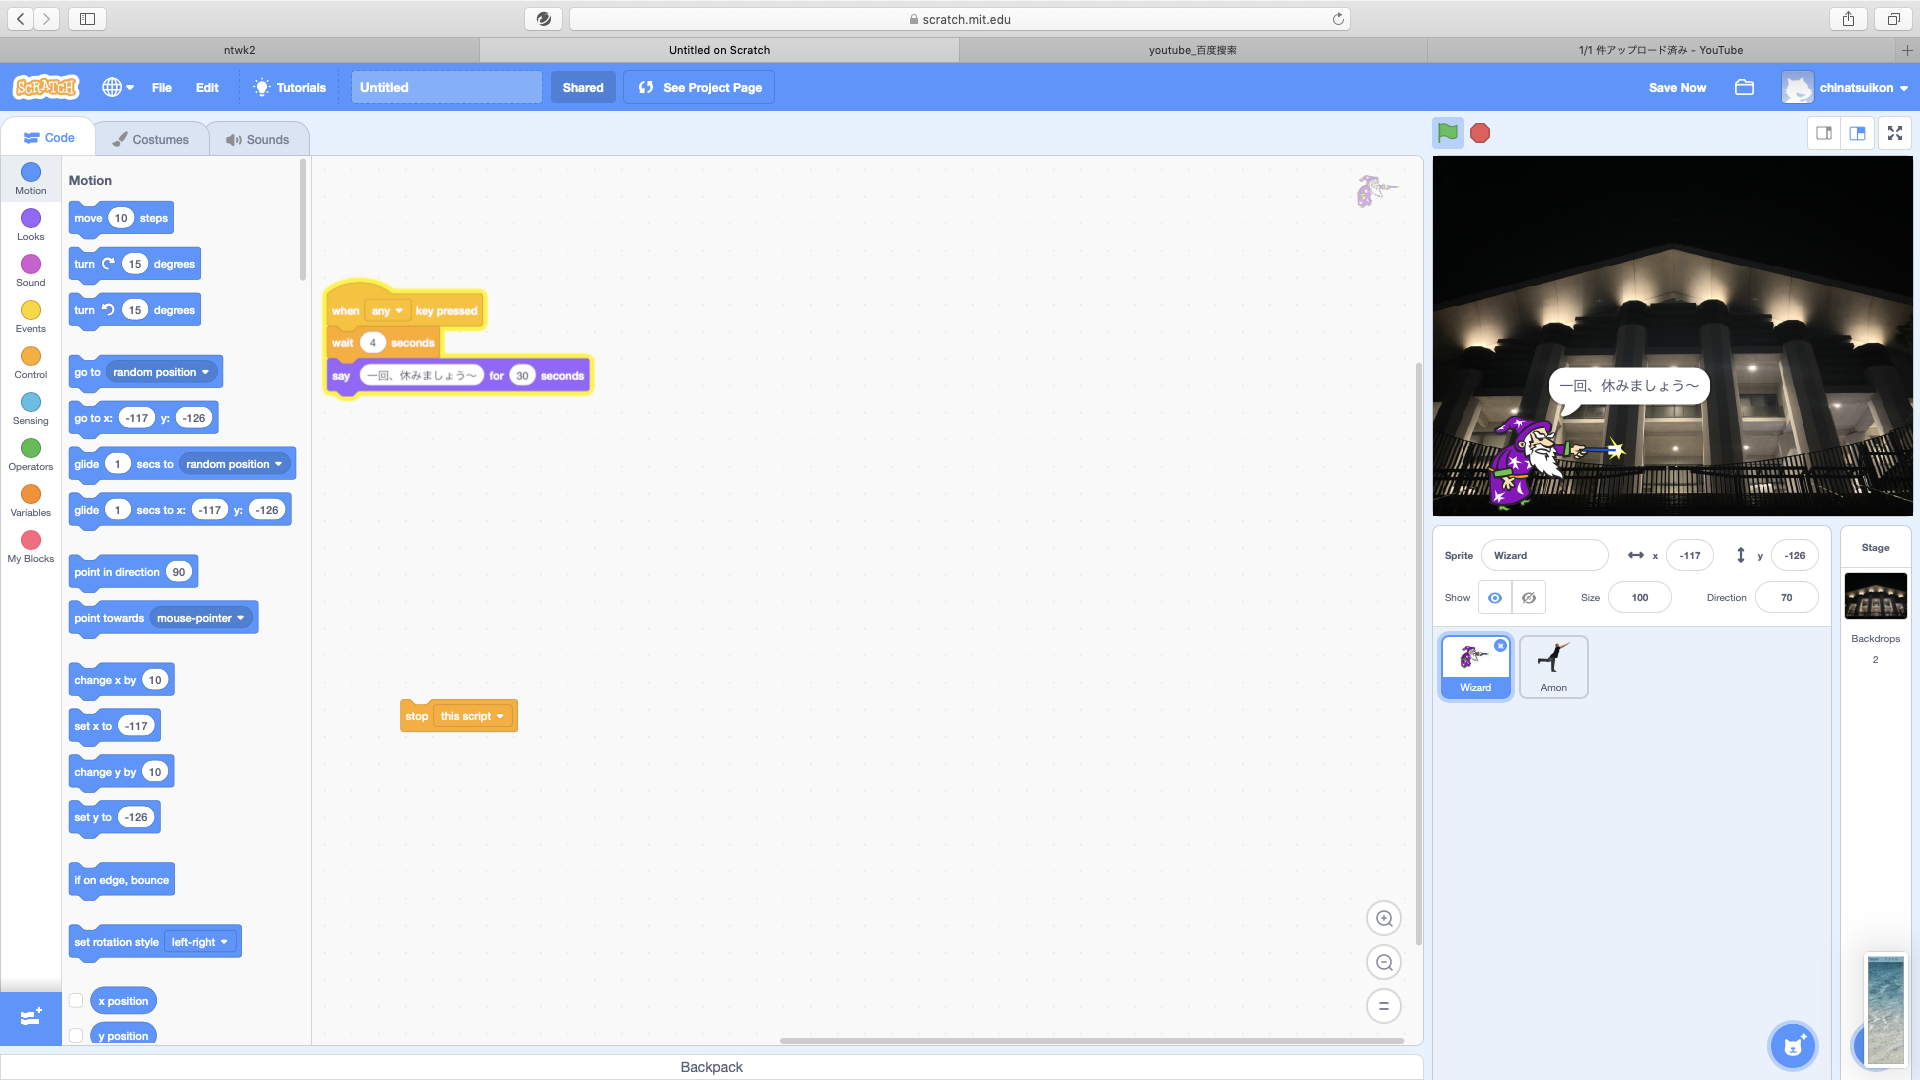 scratch.mit.edu
ntwk2
Untitled on Scratch
youtube_百度搜索
1/1 件アップロード済み - YouTube
SCRATCH
File
Edit
Tutorials
Untitled
Shared
See Project Page
Save Now
chinatsuikon
Code
Costumes
Sounds
Motion
Looks
Sound
Events
Control
Sensing
Operators
Variables
My Blocks
Motion
move 10 steps
turn 15 degrees
turn 15 degrees
go to random position
go to x: -117 y: -126
glide 1 secs to random position
glide 1 secs to x: -117 y: -126
point in direction 90
point towards mouse-pointer
change x by 10
set x to -117
change y by 10
set y to -126
if on edge, bounce
set rotation style left-right
x position
y position
when any key pressed
wait 4 seconds
say 一回、休みましょう〜 for 30 seconds
stop this script
一回、休みましょう〜
Sprite Wizard x -117 y -126
Show Size 100 Direction 70
Wizard
Amon
Stage
Backdrops
2
Backpack